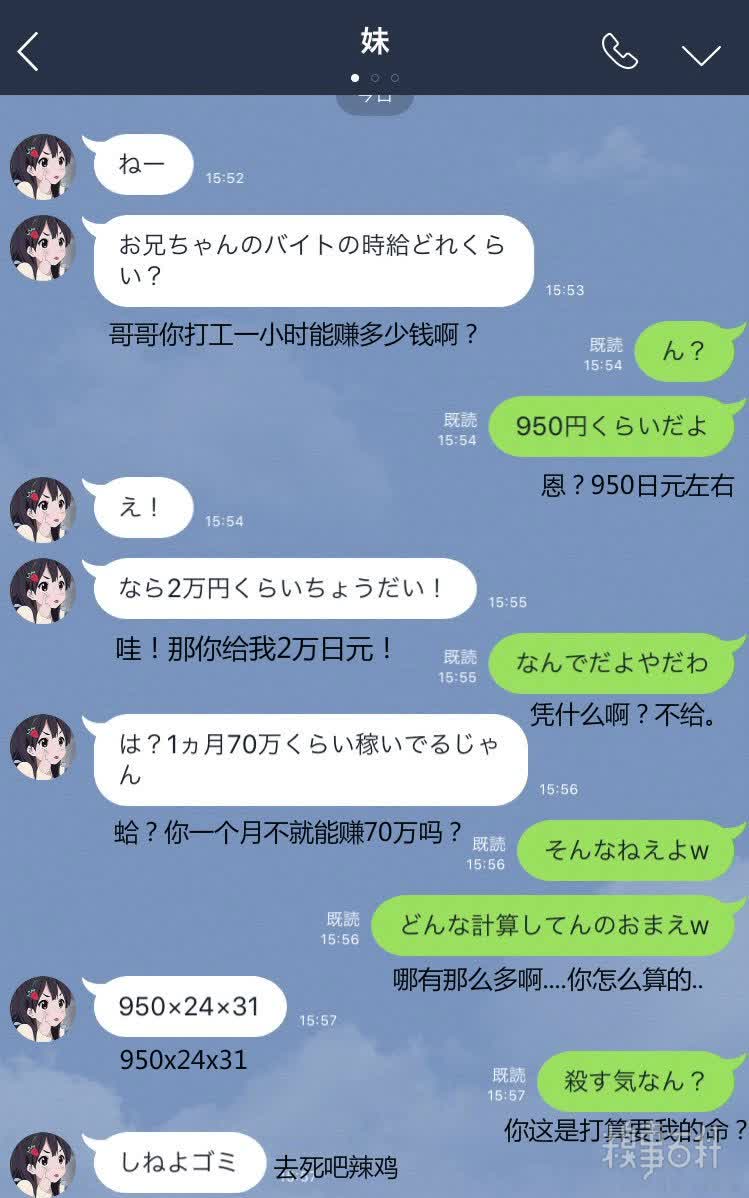 妹
今日
ねー
15:52
お兄ちゃんのバイトの時給どれくら
い？
15:53
哥哥你打工一小时能赚多少钱啊？
ん？
既読
15:54
950円くらいだよ
既読
15:54
恩？950日元左右
え！
15:54
なら2万円くらいちょうだい！
15:55
哇！那你给我2万日元！
なんでだよやだわ
既読
15:55
凭什么啊？不给。
は？1ヵ月70万くらい稼いでるじゃ
ん
15:56
蛤？你一个月不就能赚70万吗？
そんなねえよw
既読
15:56
どんな計算してんのおまえw
既読
15:56
哪有那么多啊....你怎么算的..
950×24×31
15:57
950x24x31
殺す気なん？
既読
15:57
你这是打算要我的命？
しねよゴミ
去死吧辣鸡
糗事百科